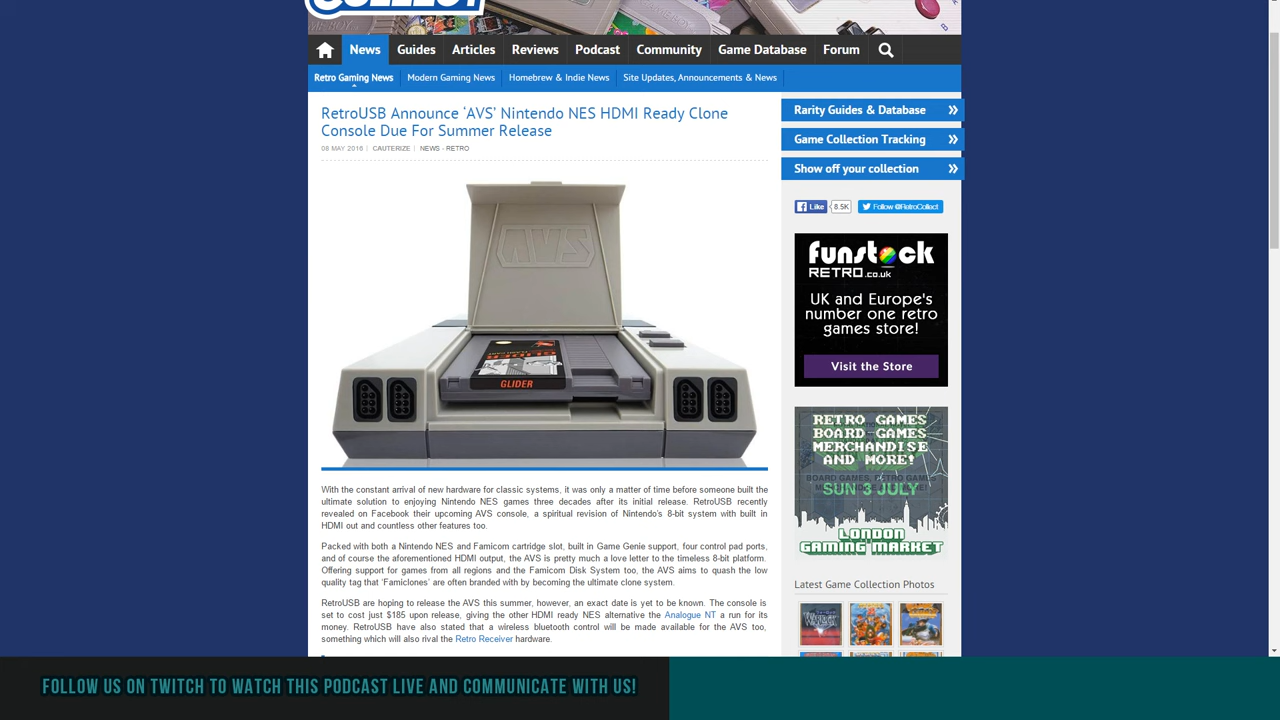 COLLECT
News Guides Articles Reviews Podcast Community Game Database Forum
Retro Gaming News Modern Gaming News Homebrew & Indie News Site Updates, Announcements & News
RetroUSB Announce ‘AVS’ Nintendo NES HDMI Ready Clone
Console Due For Summer Release
08 MAY 2016 | CAUTERIZE | NEWS - RETRO
AVS
GLIDER
With the constant arrival of new hardware for classic systems, it was only a matter of time before someone built the
ultimate solution to enjoying Nintendo NES games three decades after its initial release. RetroUSB recently
revealed on Facebook their upcoming AVS console, a spiritual revision of Nintendo's 8-bit system with built in
HDMI out and countless other features too.
Packed with both a Nintendo NES and Famicom cartridge slot, built in Game Genie support, four control pad ports,
and of course the aforementioned HDMI output, the AVS is pretty much a love letter to the timeless 8-bit platform.
Offering support for games from all regions and the Famicom Disk System too, the AVS aims to quash the low
quality tag that ‘Famiclones’ are often branded with by becoming the ultimate clone system.
RetroUSB are hoping to release the AVS this summer, however, an exact date is yet to be known. The console is
set to cost just $185 upon release, giving the other HDMI ready NES alternative the Analogue NT a run for its
money. RetroUSB have also stated that a wireless bluetooth control will be made available for the AVS too,
something which will also rival the Retro Receiver hardware.
Rarity Guides & Database »
Game Collection Tracking »
Show off your collection »
Like 8.5K Follow @RetroCollect
funstock
RETRO.co.uk
UK and Europe's
number one retro
games store!
Visit the Store
RETRO GAMES
BOARD GAMES
MERCHANDISE
AND MORE!
SUN 3 JULY
LONDON
GAMING MARKET
Latest Game Collection Photos
FOLLOW US ON TWITCH TO WATCH THIS PODCAST LIVE AND COMMUNICATE WITH US!